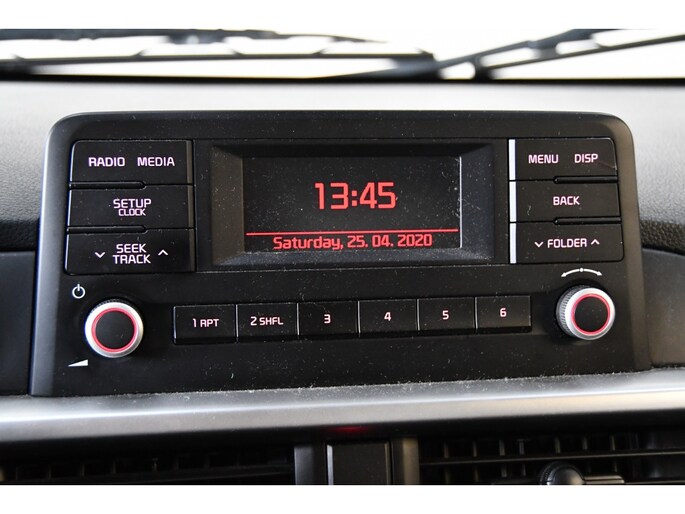 RADIO MEDIA
SETUP
CLOCK
SEEK
TRACK
13:45
Saturday, 25. 04. 2020
MENU DISP
BACK
FOLDER
1 RPT 2 SHFL 3 4 5 6